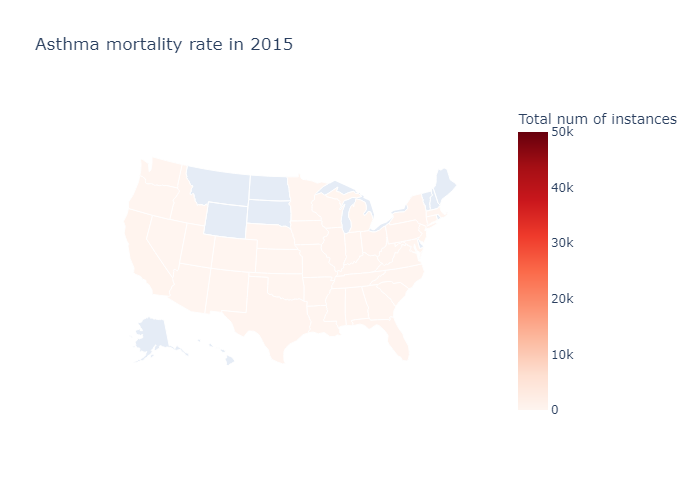 Asthma mortality rate in 2015
Total num of instances
50k
40k
30k
20k
10k
0